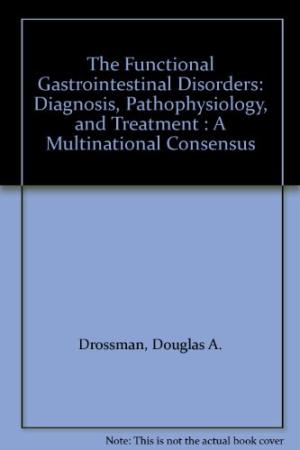 The Functional
Gastrointestinal Disorders:
Diagnosis, Pathophysiology,
and Treatment : A
Multinational Consensus
Drossman, Douglas A.
Note: This is not the actual book cover